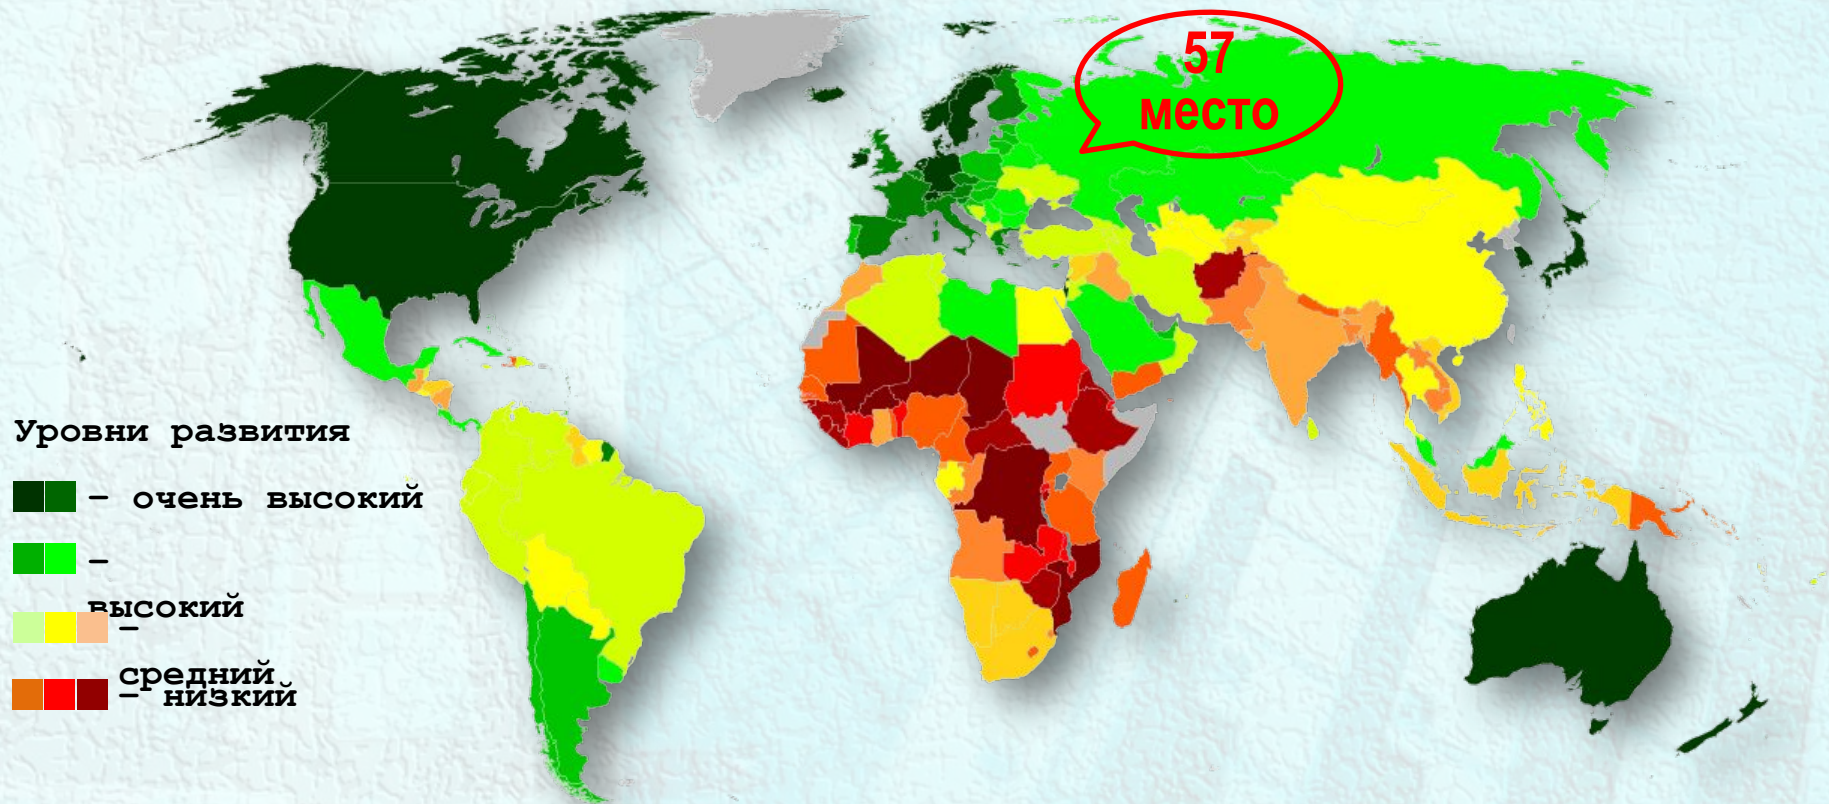 57
место
Уровни развития
- очень высокий
-
высокий
-
средний
- низкий